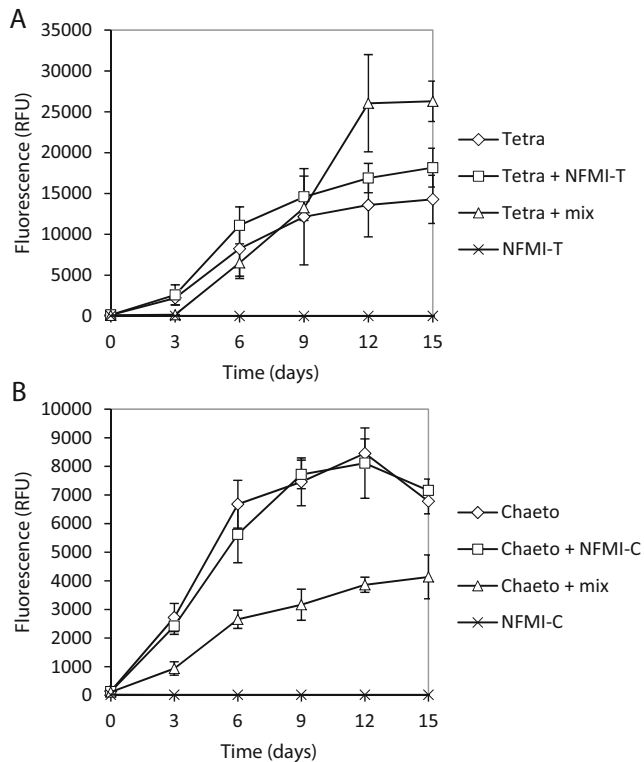 A
Fluorescence (RFU)
35000
30000
25000
20000
15000
10000
5000
0
0 3 6 9 12 15
Time (days)
Tetra
Tetra + NFMI-T
Tetra + mix
NFMI-T
B
Fluorescence (RFU)
10000
9000
8000
7000
6000
5000
4000
3000
2000
1000
0
0 3 6 9 12 15
Time (days)
Chaeto
Chaeto + NFMI-C
Chaeto + mix
NFMI-C